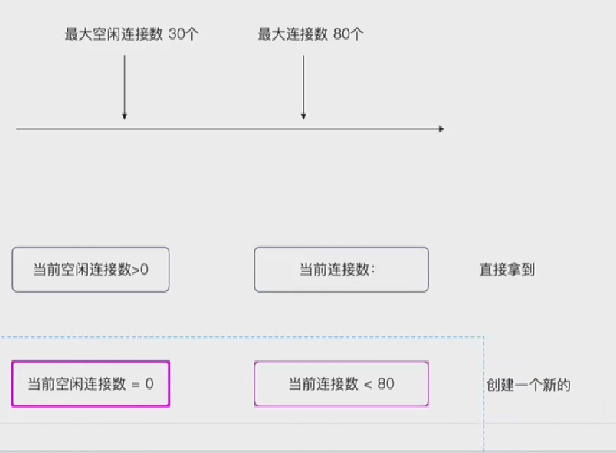 最大空闲连接数 30个
最大连接数 80个
当前空闲连接数>0
当前连接数：
直接拿到
当前空闲连接数 = 0
当前连接数 < 80
创建一个新的